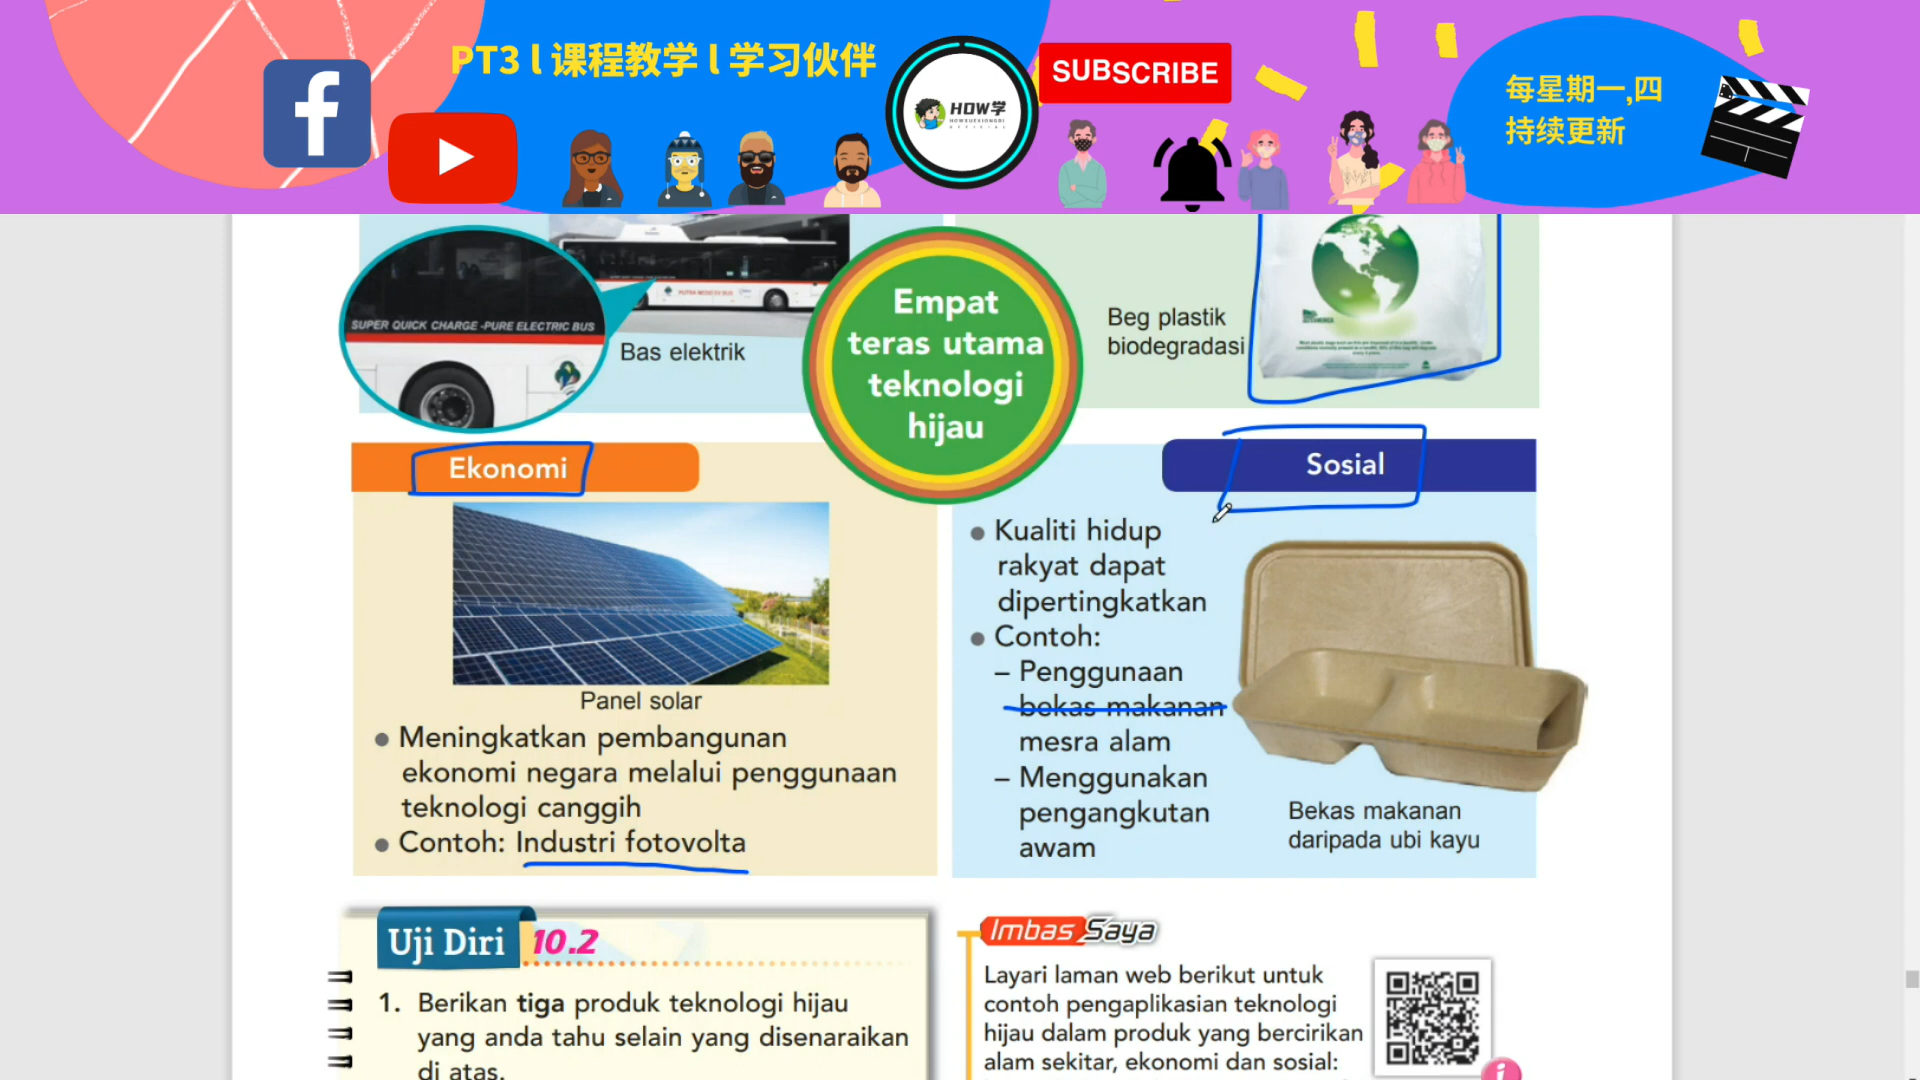 PT3 l 课程教学 l 学习伙伴
HOW学
SUBSCRIBE
每星期一,四
持续更新
SUPER QUICK CHARGE -PURE ELECTRIC BUS
Bas elektrik
Empat
teras utama
teknologi
hijau
Beg plastik
biodegradasi
Ekonomi
Panel solar
Meningkatkan pembangunan
ekonomi negara melalui penggunaan
teknologi canggih
Contoh: Industri fotovolta
Sosial
Kualiti hidup
rakyat dapat
dipertingkatkan
Contoh:
– Penggunaan
bekas makanan
mesra alam
– Menggunakan
pengangkutan
awam
Bekas makanan
daripada ubi kayu
Uji Diri 10.2
1. Berikan tiga produk teknologi hijau
yang anda tahu selain yang disenaraikan
di atas.
Imbas Saya
Layari laman web berikut untuk
contoh pengaplikasian teknologi
hijau dalam produk yang bercirikan
alam sekitar, ekonomi dan sosial: